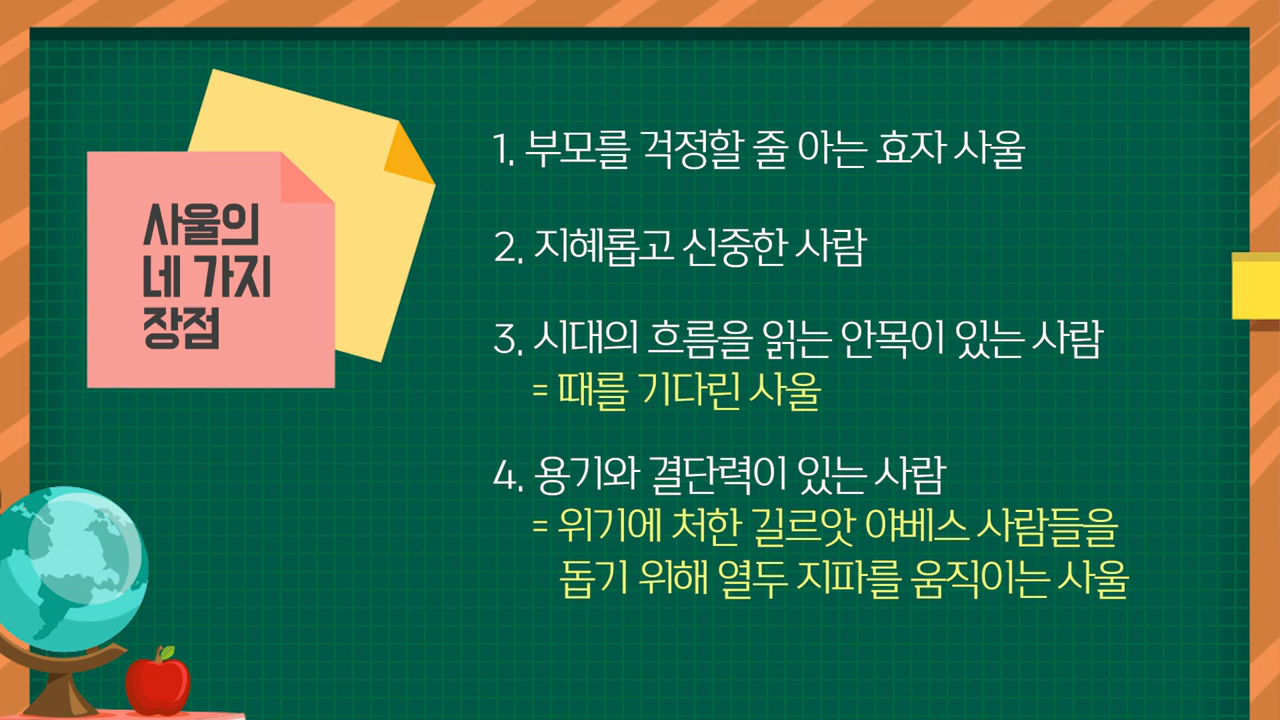 사울의
네 가지
장점
1. 부모를 걱정할 줄 아는 효자 사울
2. 지혜롭고 신중한 사람
3. 시대의 흐름을 읽는 안목이 있는 사람
= 때를 기다린 사울
4. 용기와 결단력이 있는 사람
= 위기에 처한 길르앗 야베스 사람들을
돕기 위해 열두 지파를 움직이는 사울